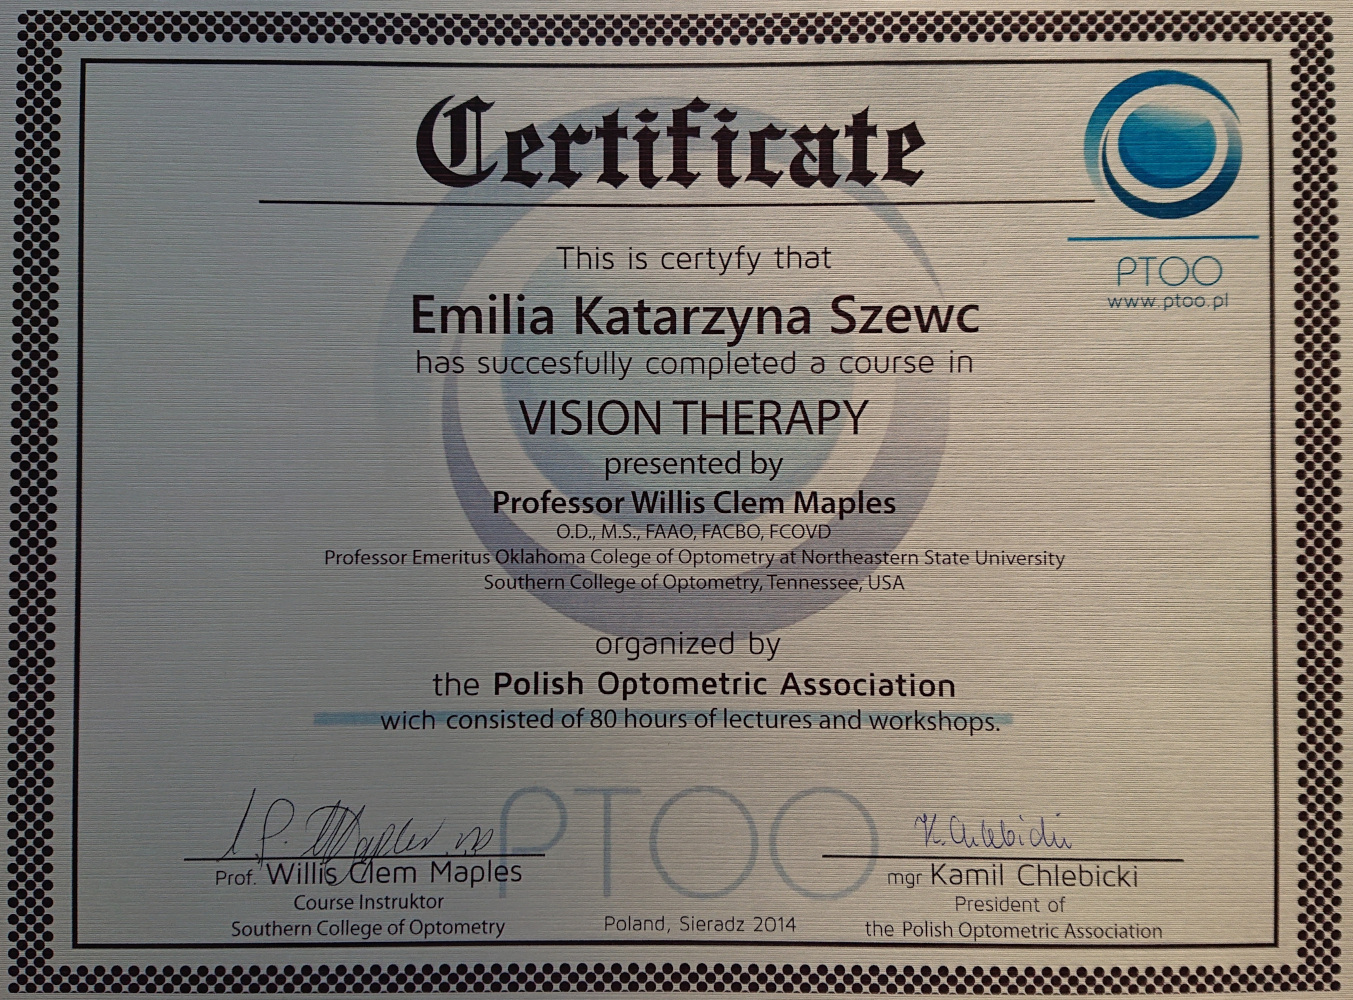 Certificate
PTOO
www.ptoo.pl
This is certyfy that
Emilia Katarzyna Szewc
has succesfully completed a course in
VISION THERAPY
presented by
Professor Willis Clem Maples
O.D., M.S., FAAO, FACBO, FCOVD
Professor Emeritus Oklahoma Colege of Optometry at Northeastern State University
Southern College of Optometry, Tennessee, USA
organized by
the Polish Optometric Association
wich consisted of 80 hours of lectures and workshops.
PTOO
K. Chlebicki
Prof. Willis Clem Maples
Course Instruktor
Southern College of Optometry
Poland, Sieradz 2014
mgr Kamil Chlebicki
President of
the Polish Optometric Association